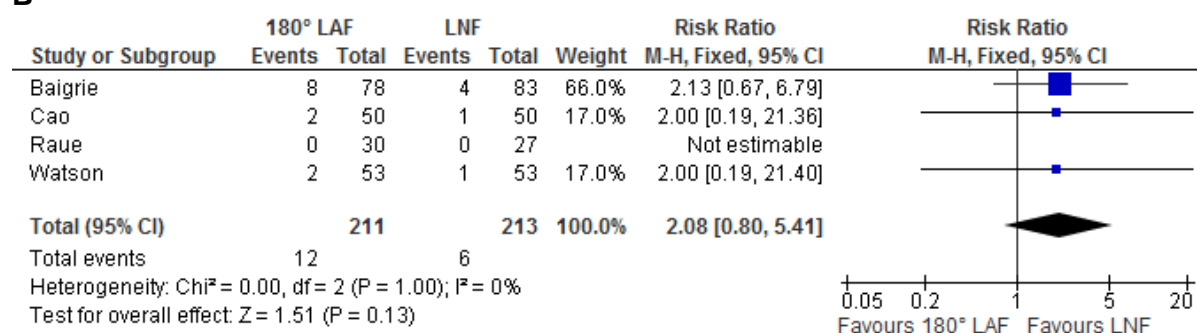 180° LAF LNF Risk Ratio Risk Ratio
Study or Subgroup Events Total Events Total Weight M-H, Fixed, 95% CI M-H, Fixed, 95% CI
Baigrie 8 78 4 83 66.0% 2.13 [0.67, 6.79]
Cao 2 50 1 50 17.0% 2.00 [0.19, 21.36]
Raue 0 30 0 27 Not estimable
Watson 2 53 1 53 17.0% 2.00 [0.19, 21.40]
Total (95% CI) 211 213 100.0% 2.08 [0.80, 5.41]
Total events 12 6
Heterogeneity: Chi² = 0.00, df = 2 (P = 1.00); I² = 0%
Test for overall effect: Z = 1.51 (P = 0.13)
0.05 0.2 1 5 20
Favours 180° LAF Favours LNF